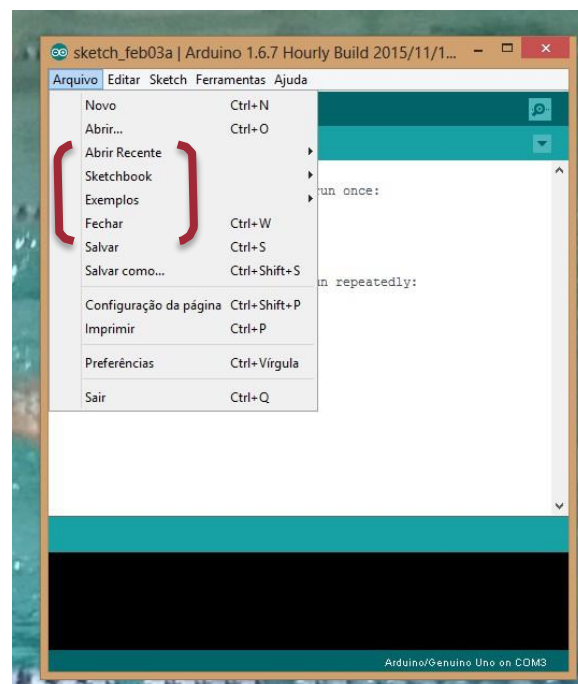 sketch_feb03a | Arduino 1.6.7 Hourly Build 2015/11/1...
Arquivo Editar Sketch Ferramentas Ajuda
Novo Ctrl+N
Abrir... Ctrl+O
Abrir Recente
Sketchbook
Exemplos
Fechar Ctrl+W
Salvar Ctrl+S
Salvar como... Ctrl+Shift+S
Configuração da página Ctrl+Shift+P
Imprimir Ctrl+P
Preferências Ctrl+Vírgula
Sair Ctrl+Q
run once:
repeatedly:
Arduino/Genuino Uno on COM3